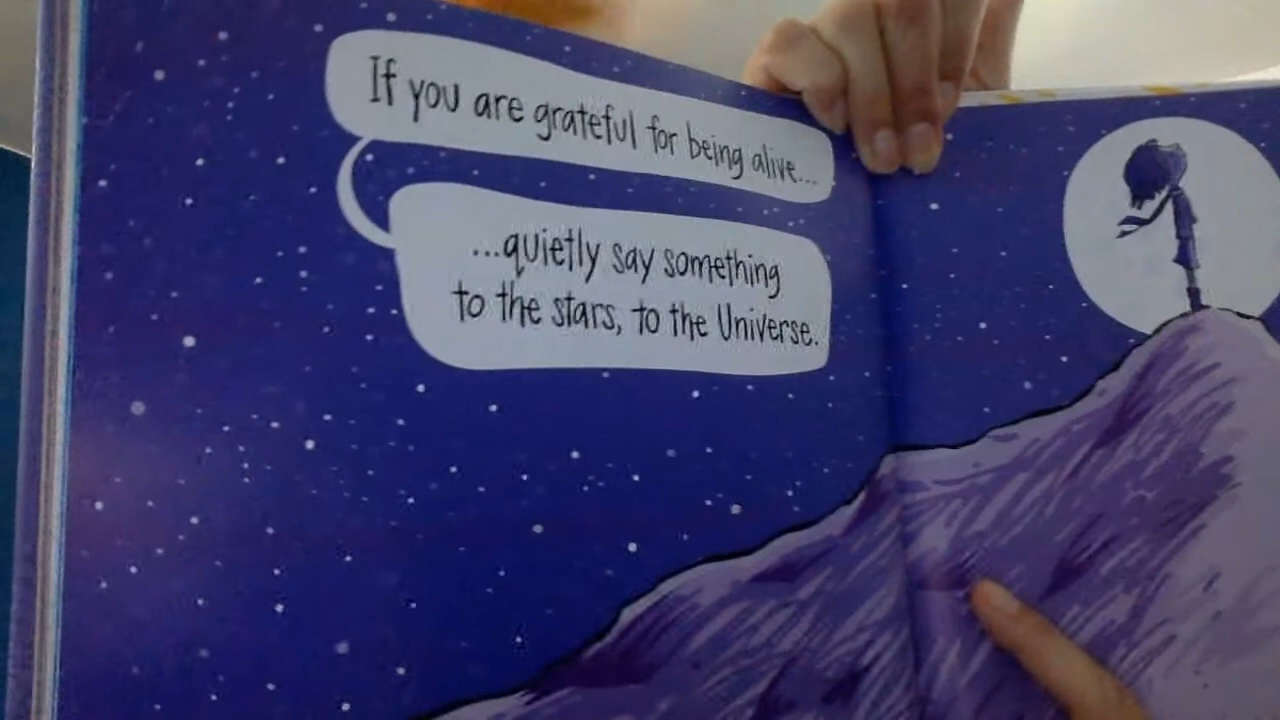 If you are grateful for being alive...
...quietly say something
to the stars, to the Universe.